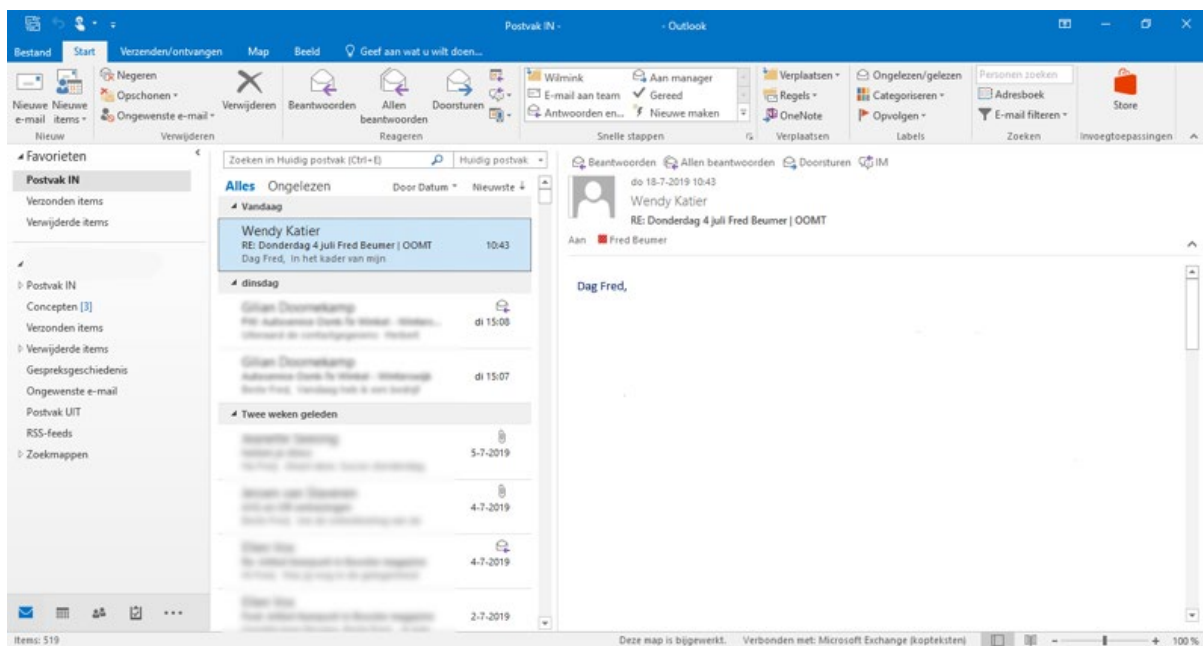 Postvak IN - - Outlook
Bestand Start Verzenden/ontvangen Map Beeld Geef aan wat u wilt doen...
Nieuwe e-mail
Nieuwe items
Nieuw
Negeren
Opschonen
Ongewenste e-mail
Verwijderen
Verwijderen
Beantwoorden
Allen beantwoorden
Doorsturen
Reageren
Wilmink
E-mail aan team
Antwoorden en...
Aan manager
Gereed
Nieuwe maken
Snelle stappen
Verplaatsen
Regels
OneNote
Verplaatsen
Ongelezen/gelezen
Categoriseren
Opvolgen
Labels
Personen zoeken
Adresboek
E-mail filteren
Zoeken
Store
Invoegtoepassingen
Favorieten
Postvak IN
Verzonden items
Verwijderde items
Postvak IN
Concepten [3]
Verzonden items
Verwijderde items
Gespreksgeschiedenis
Ongewenste e-mail
Postvak UIT
RSS-feeds
Zoekmappen
Zoeken in Huidig postvak (Ctrl+E) Huidig postvak
Alles Ongelezen Door Datum Nieuwste
Vandaag
Wendy Katier
RE: Donderdag 4 juli Fred Beumer | OOMT 10:43
Dag Fred, In het kader van mijn
dinsdag
Gilian Doornekamp
di 15:08
Gilian Doornekamp
di 15:07
Twee weken geleden
5-7-2019
4-7-2019
4-7-2019
2-7-2019
Beantwoorden Allen beantwoorden Doorsturen IM
do 18-7-2019 10:43
Wendy Katier
RE: Donderdag 4 juli Fred Beumer | OOMT
Aan Fred Beumer
Dag Fred,
Items: 519 Deze map is bijgewerkt. Verbonden met: Microsoft Exchange (kopteksten) 100 %